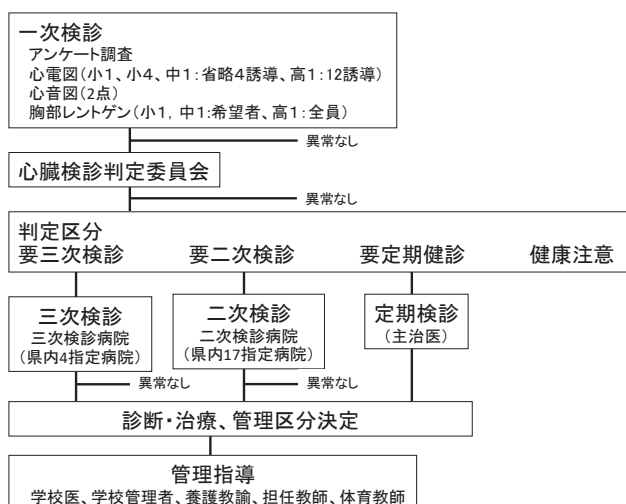 一次検診
アンケート調査
心電図(小1、小4、中1:省略4誘導、高1:12誘導)
心音図(2点)
胸部レントゲン(小1, 中1:希望者、高1:全員)
異常なし
心臓検診判定委員会
異常なし
判定区分
要三次検診 要二次検診 要定期健診 健康注意
三次検診
三次検診病院
(県内4指定病院)
二次検診
二次検診病院
(県内17指定病院)
定期検診
(主治医)
異常なし
異常なし
診断・治療、管理区分決定
管理指導
学校医、学校管理者、養護教諭、担任教師、体育教師